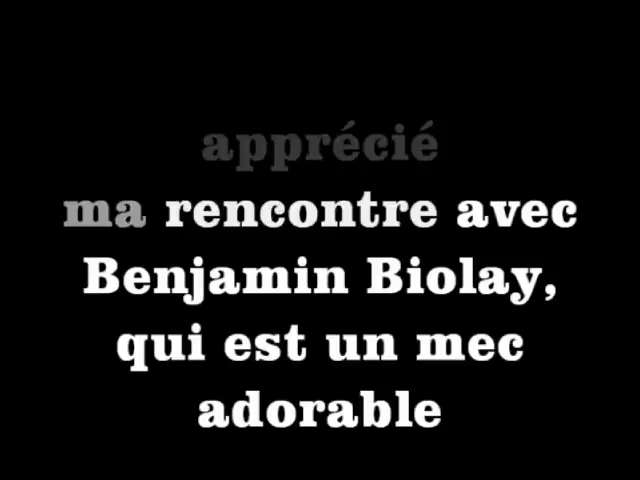 apprécié
ma rencontre avec
Benjamin Biolay,
qui est un mec
adorable